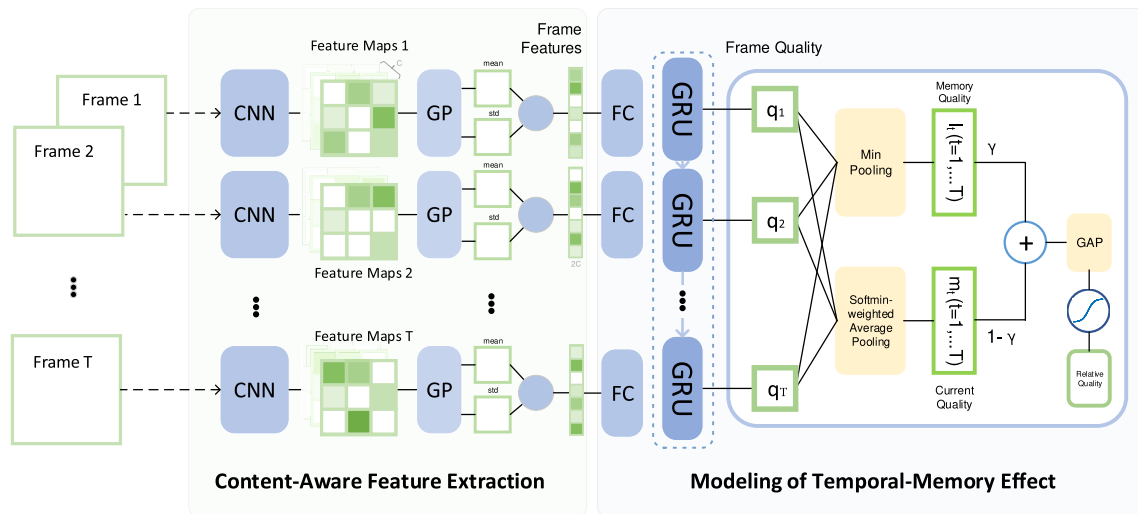 Frame 1
Frame 2
Frame T
CNN
CNN
CNN
Feature Maps 1
C
Feature Maps 2
Feature Maps T
GP
GP
GP
mean
std
mean
std
mean
std
Frame
Features
2C
Content-Aware Feature Extraction
FC
FC
FC
GRU
GRU
GRU
Frame Quality
q1
q2
qT
Min
Pooling
Softmin-
weighted
Average
Pooling
Memory
Quality
lt(t=1,...T)
γ
mt(t=1,...T)
1- γ
Current
Quality
+
GAP
Relative
Quality
Modeling of Temporal-Memory Effect